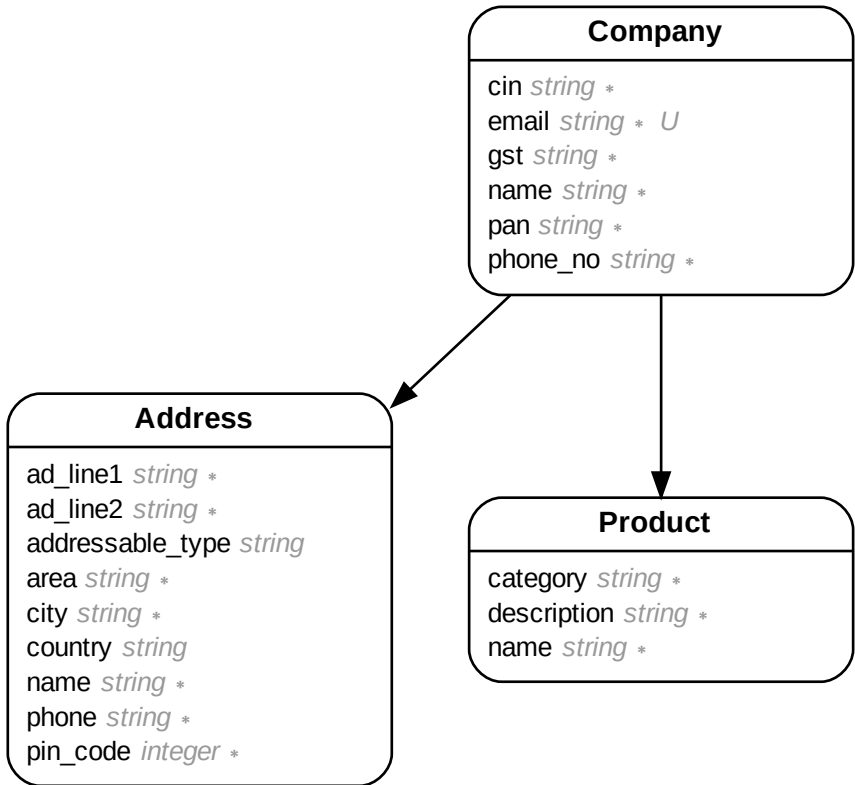 Company
cin string *
email string * U
gst string *
name string *
pan string *
phone_no string *
Address
ad_line1 string *
ad_line2 string *
addressable_type string
area string *
city string *
country string
name string *
phone string *
pin_code integer *
Product
category string *
description string *
name string *